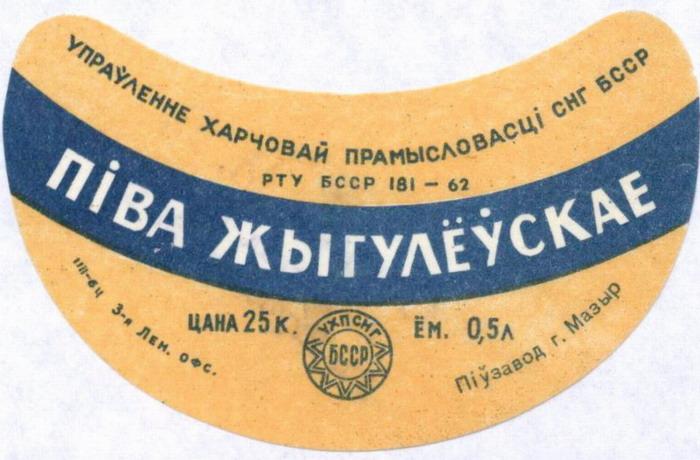 УПРАЎЛЕННЕ ХАРЧОВАЙ ПРАМЫСЛОВАСЦІ СНГ БССР
РТУ БССР 181 — 62
ПІВА ЖЫГУЛЁЎСКАЕ
ЦАНА 25 К.
ЁМ. 0,5л
УХПСНГ
БССР
3-я Лен. офс.
Піўзавод г. Мазыр